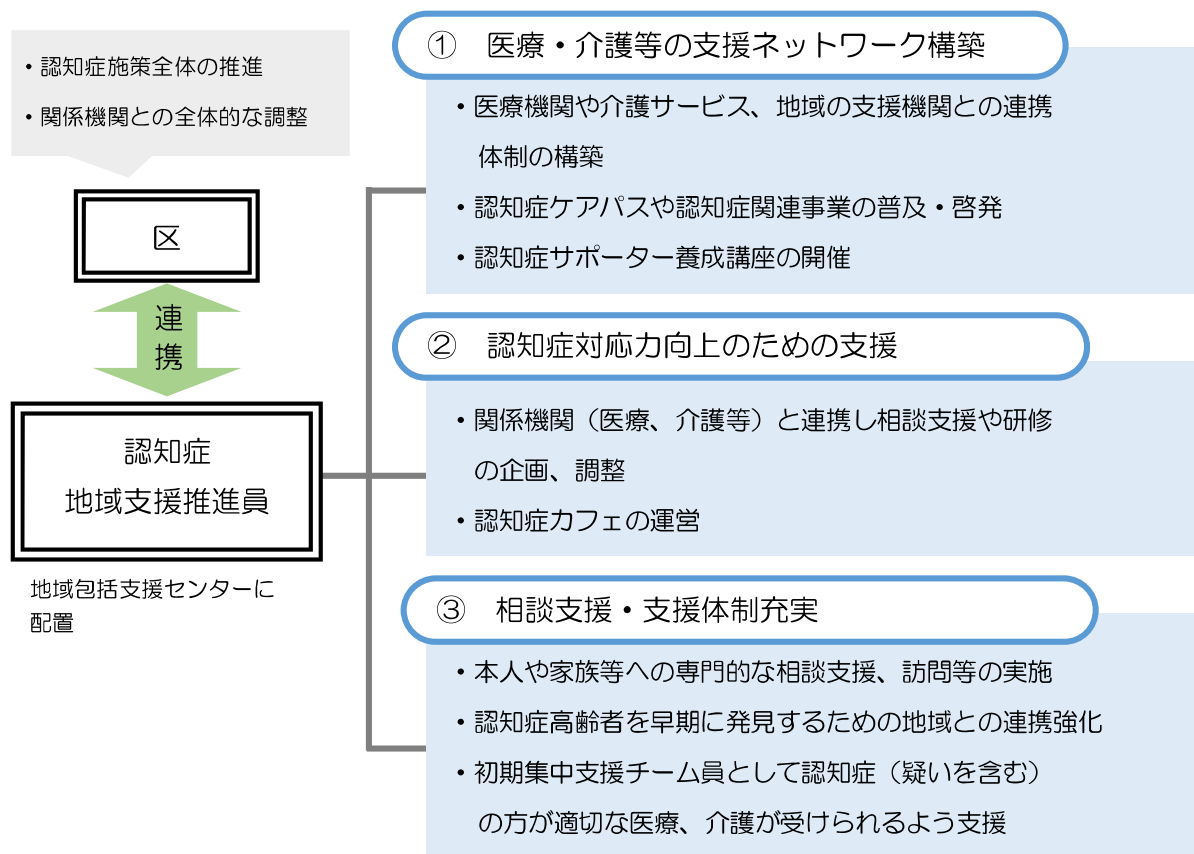 ・認知症施策全体の推進
・関係機関との全体的な調整
区
連
携
認知症
地域支援推進員
地域包括支援センターに
配置
① 医療・介護等の支援ネットワーク構築
・医療機関や介護サービス、地域の支援機関との連携
体制の構築
・認知症ケアパスや認知症関連事業の普及・啓発
・認知症サポーター養成講座の開催
② 認知症対応力向上のための支援
・関係機関（医療、介護等）と連携し相談支援や研修
の企画、調整
・認知症カフェの運営
③ 相談支援・支援体制充実
・本人や家族等への専門的な相談支援、訪問等の実施
・認知症高齢者を早期に発見するための地域との連携強化
・初期集中支援チーム員として認知症（疑いを含む）
の方が適切な医療、介護が受けられるよう支援